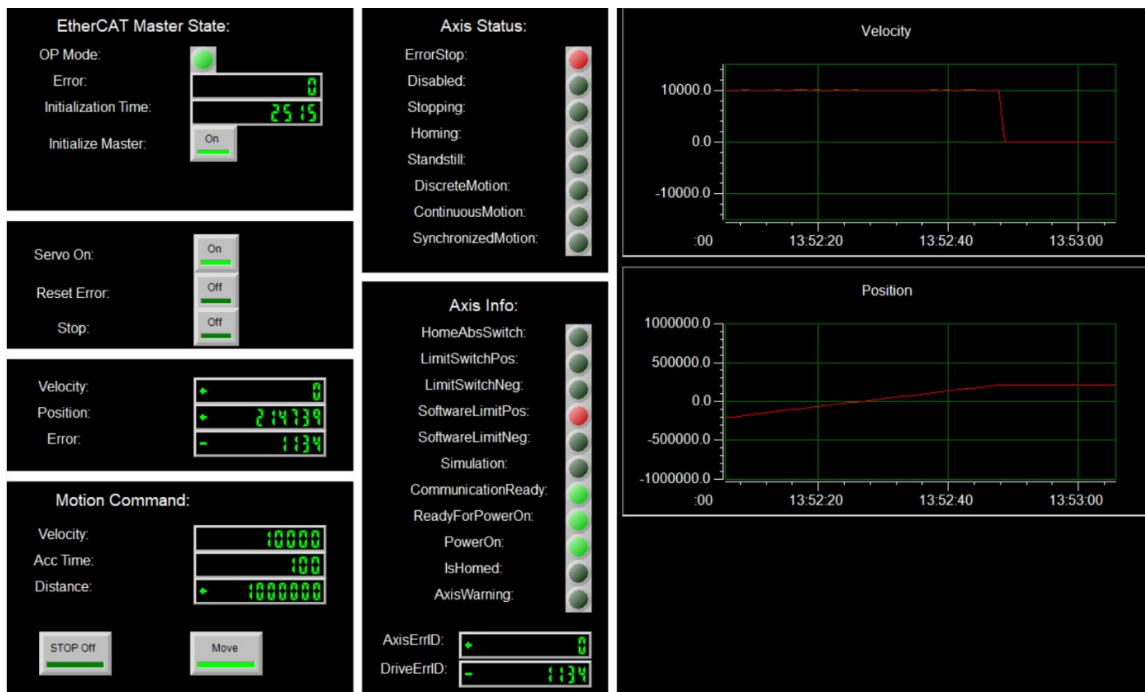 EtherCAT Master State:
OP Mode:
Error: 0
Initialization Time: 2515
Initialize Master: On
Servo On: On
Reset Error: Off
Stop: Off
Velocity: + 0
Position: + 214739
Error: - 1134
Motion Command:
Velocity: 10000
Acc Time: 100
Distance: + 1000000
STOP Off
Move
Axis Status:
ErrorStop:
Disabled:
Stopping:
Homing:
Standstill:
DiscreteMotion:
ContinuousMotion:
SynchronizedMotion:
Axis Info:
HomeAbsSwitch:
LimitSwitchPos:
LimitSwitchNeg:
SoftwareLimitPos:
SoftwareLimitNeg:
Simulation:
CommunicationReady:
ReadyForPowerOn:
PowerOn:
IsHomed:
AxisWarning:
AxisErrID: + 0
DriveErrID: - 1134
Velocity
10000.0
0.0
-10000.0
:00 13:52:20 13:52:40 13:53:00
Position
1000000.0
500000.0
0.0
-500000.0
-1000000.0
:00 13:52:20 13:52:40 13:53:00